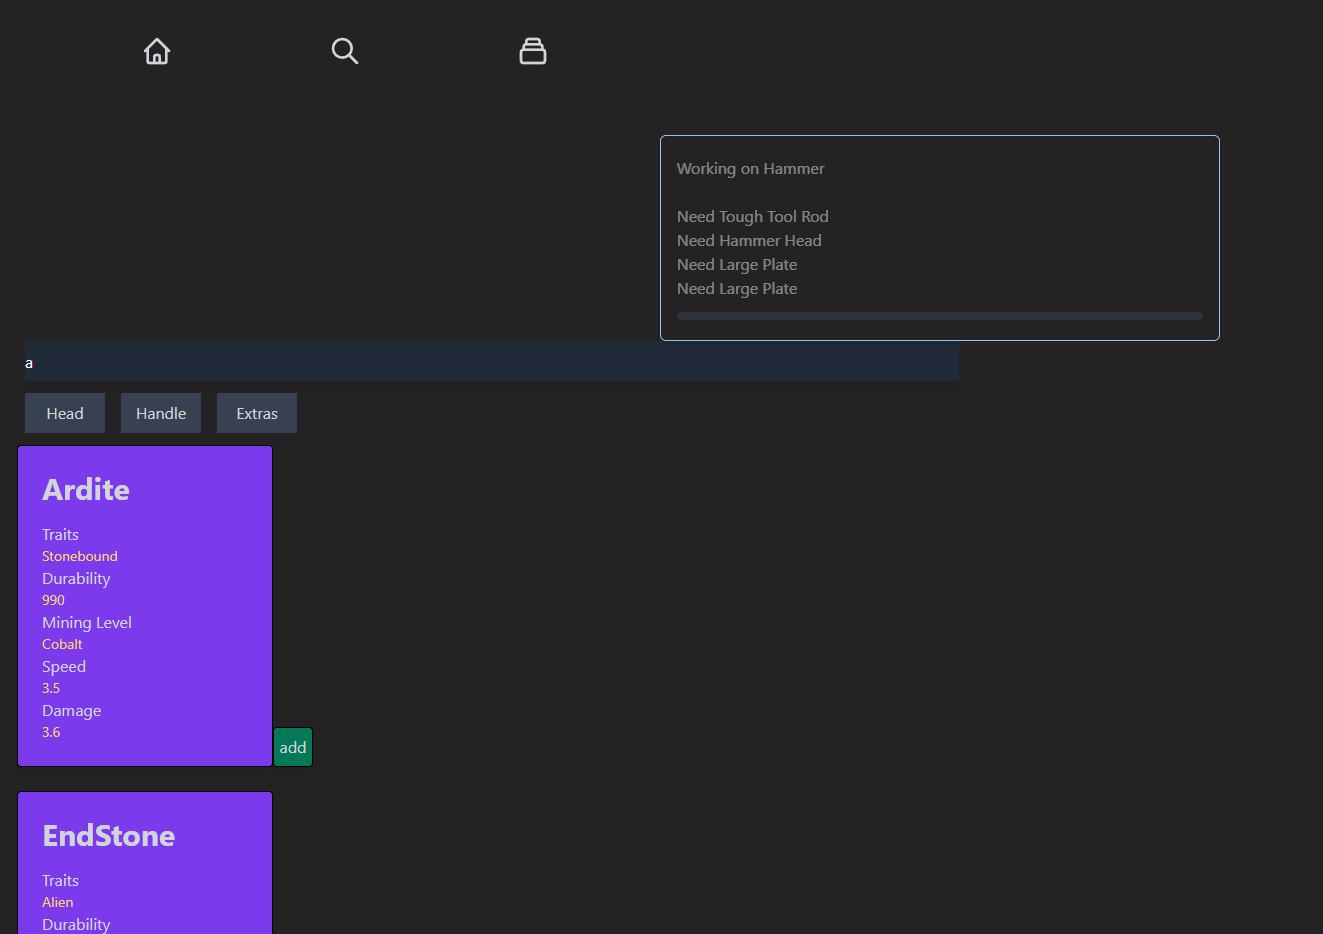 Working on Hammer
Need Tough Tool Rod
Need Hammer Head
Need Large Plate
Need Large Plate
a
Head
Handle
Extras
Ardite
Traits
Stonebound
Durability
990
Mining Level
Cobalt
Speed
3.5
Damage
3.6
add
EndStone
Traits
Alien
Durability